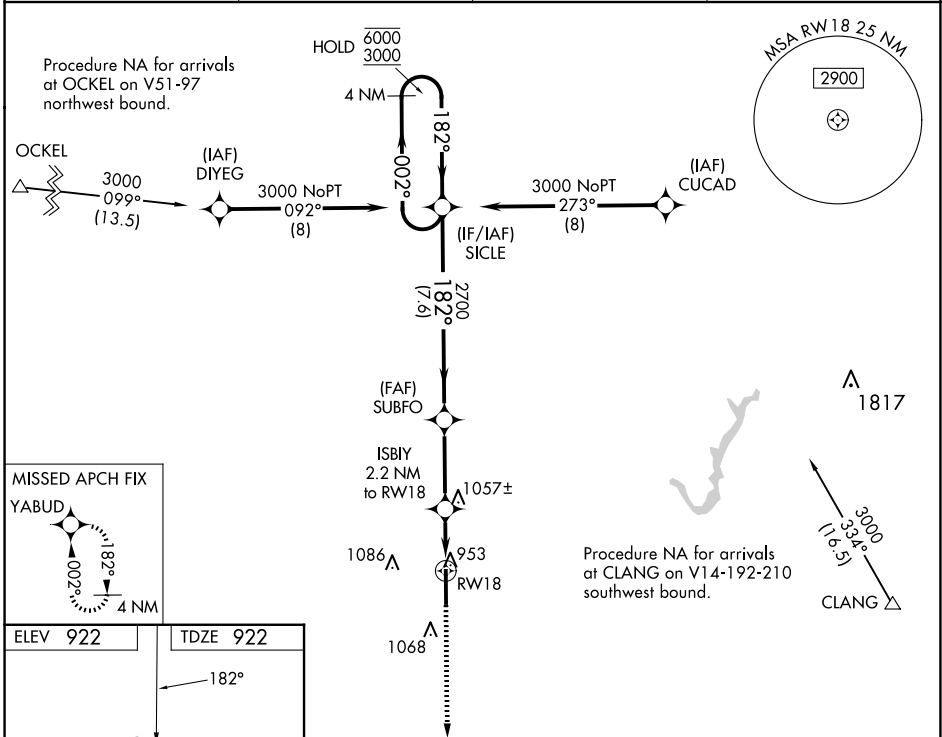 Procedure NA for arrivals
at OCKEL on V51-97
northwest bound.
HOLD 6000
3000
4 NM
182°
002°
MSA RW18 25 NM
2900
OCKEL
3000
099°
(13.5)
(IAF)
DIYEG
3000 NoPT
092°
(8)
(IF/IAF)
SICLE
3000 NoPT
273°
(8)
(IAF)
CUCAD
2700
182°
(7.6)
(FAF)
SUBFO
1817
ISBIY
2.2 NM
to RW18
1057±
1086
953
RW18
1068
3000
334°
(16.5)
CLANG
Procedure NA for arrivals
at CLANG on V14-192-210
southwest bound.
MISSED APCH FIX
YABUD
182°
002°
4 NM
ELEV 922
TDZE 922
182°